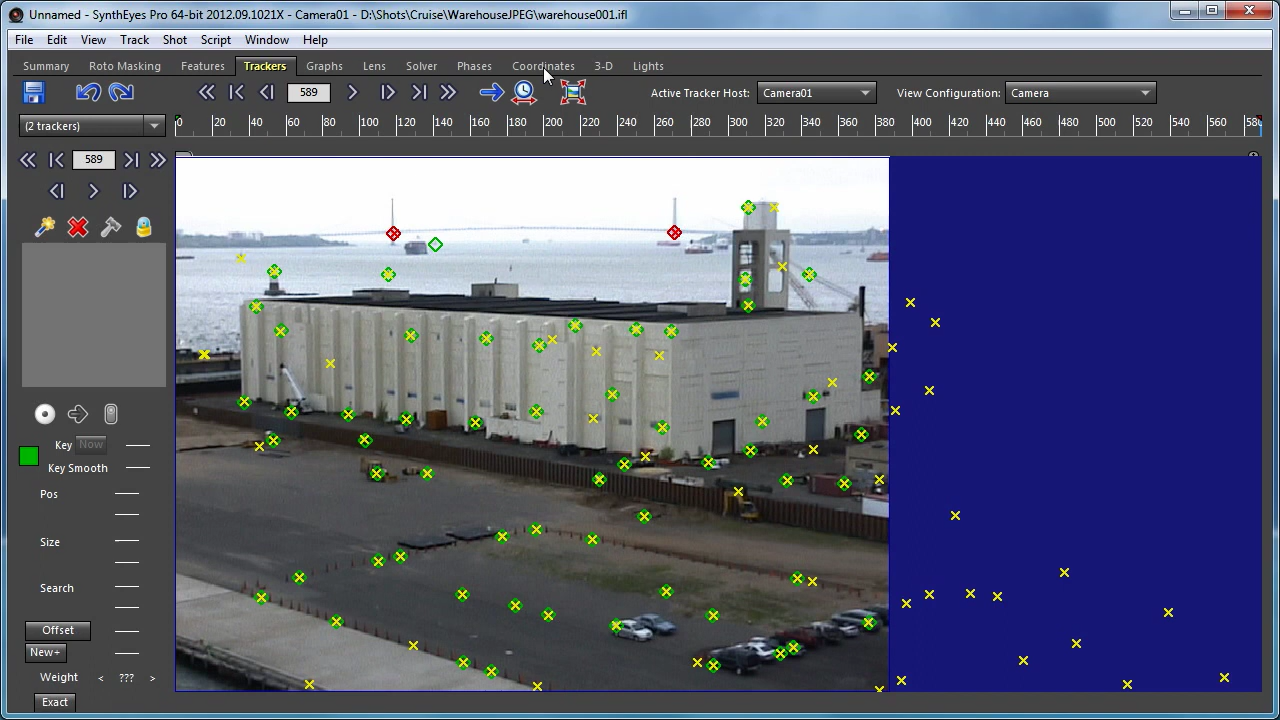 Unnamed - SynthEyes Pro 64-bit 2012.09.1021X - Camera01 - D:\Shots\Cruise\WarehouseJPEG\warehouse001.ifl
File Edit View Track Shot Script Window Help
Summary Roto Masking Features Trackers Graphs Lens Solver Phases Coordinates 3-D Lights
589 Active Tracker Host: Camera01 View Configuration: Camera
(2 trackers) 0 20 40 60 80 100 120 140 160 180 200 220 240 260 280 300 320 340 360 380 400 420 440 460 480 500 520 540 560 580
589
Key Now
Key Smooth
Pos
Size
Search
Offset
New+
Weight < ??? >
Exact